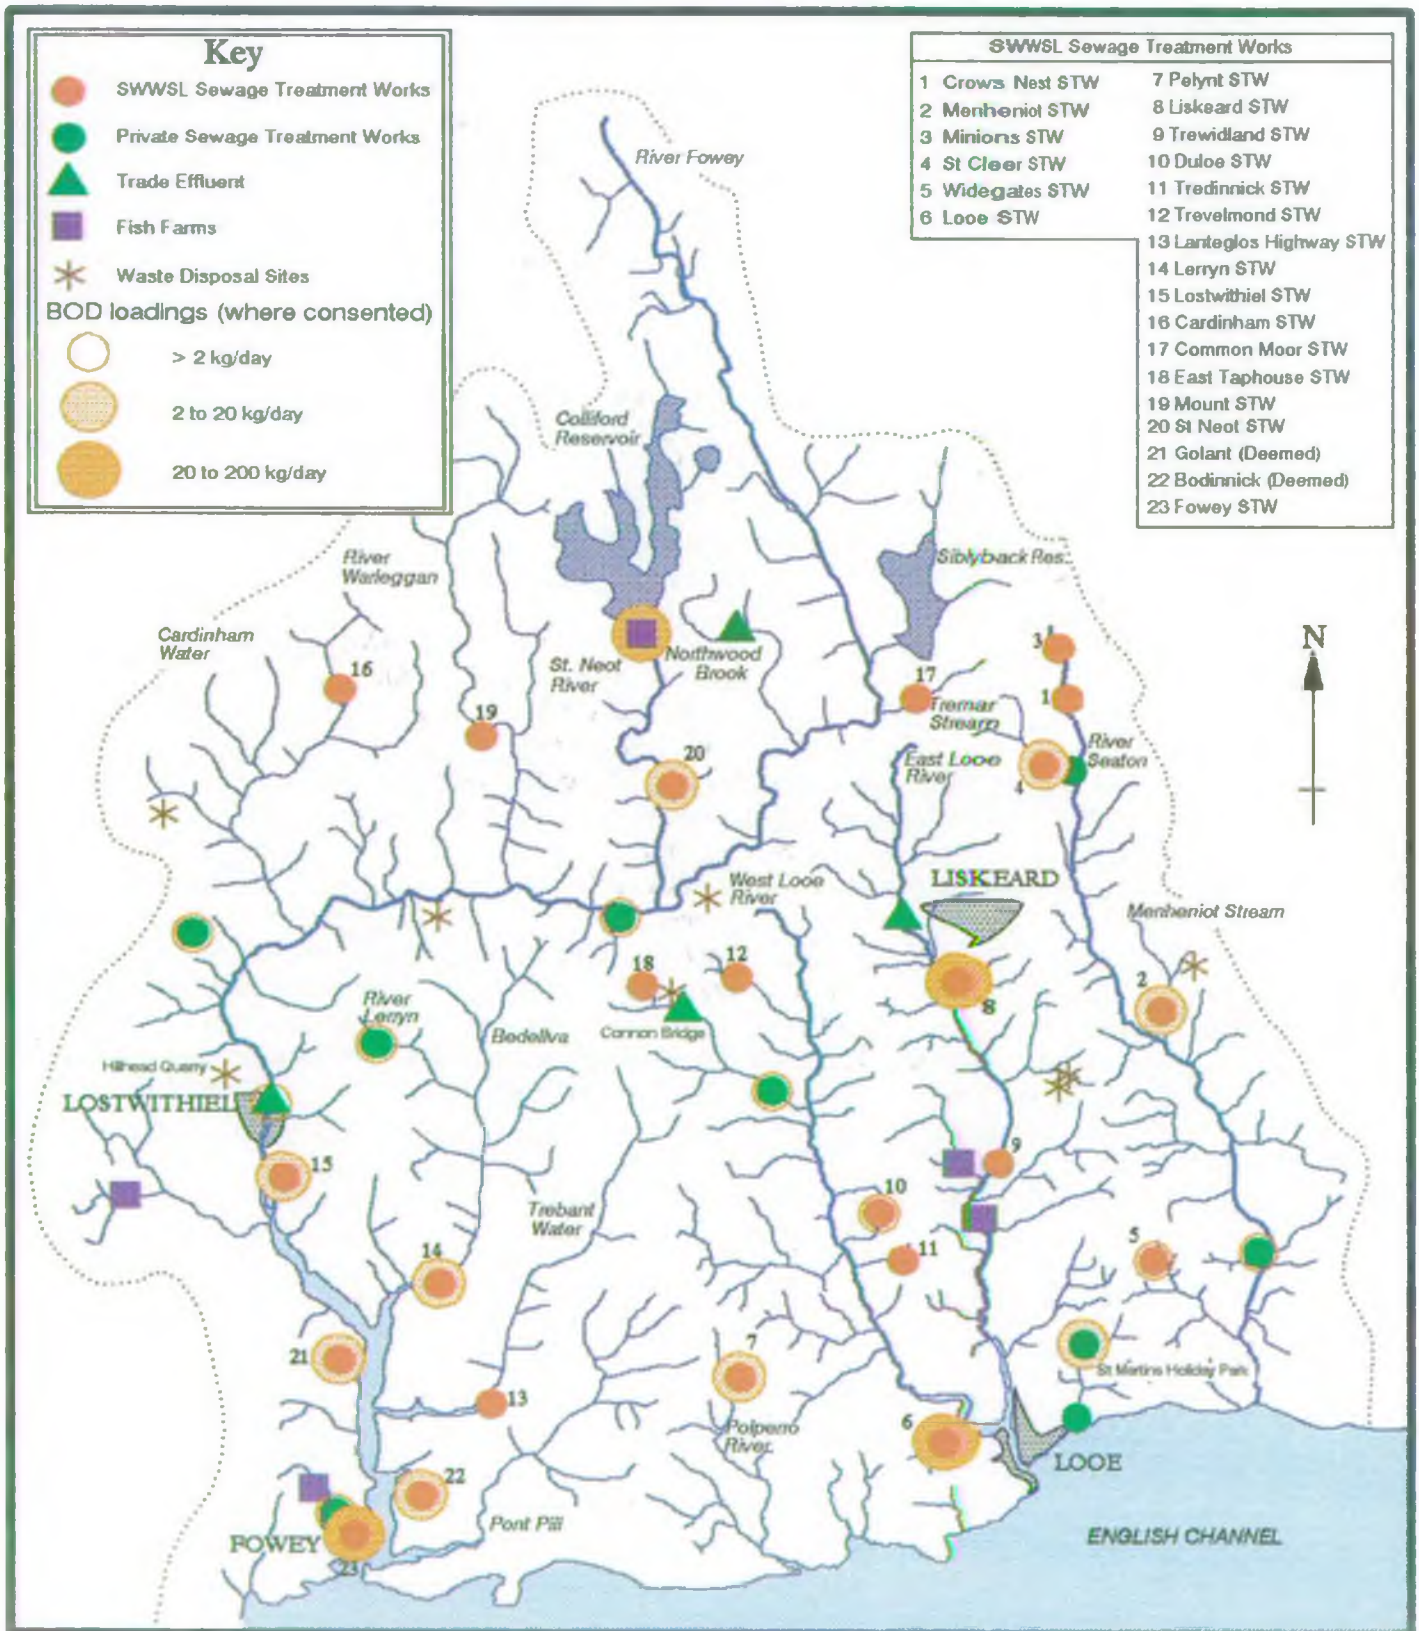 Key
SWWSL Sewage Treatment Works
Private Sewage Treatment Works
Trade Effluent
Fish Farms
Waste Disposal Sites
BOD loadings (where consented)
> 2 kg/day
2 to 20 kg/day
20 to 200 kg/day
SWWSL Sewage Treatment Works
1 Crows Nest STW
2 Menheniot STW
3 Minions STW
4 St Cleer STW
5 Widegates STW
6 Looe STW
7 Pelynt STW
8 Liskeard STW
9 Trewidland STW
10 Duloe STW
11 Tredinnick STW
12 Trevelmond STW
13 Lanteglos Highway STW
14 Lerryn STW
15 Lostwithiel STW
16 Cardinham STW
17 Common Moor STW
18 East Taphouse STW
19 Mount STW
20 St Neot STW
21 Golant (Deemed)
22 Bodinnick (Deemed)
23 Fowey STW
River Fowey
Colliford
Reservoir
River
Warleggan
Siblyback Res.
Cardinham
Water
N
3
16
St. Neot
River
Northwood
Brook
17
1
Tremar
Stream
19
River
Seaton
20
East Looe
River
4
West Looe
River
LISKEARD
Menheniot Stream
18
12
2
River
Lerryn
8
Bedellva
Connon Bridge
Hillhead Quarry
LOSTWITHIEL
15
9
10
Trebant
Water
14
11
5
21
7
St Martins Holiday Park
13
6
Polperro
River
LOOE
22
Pont Pill
FOWEY
23
ENGLISH CHANNEL